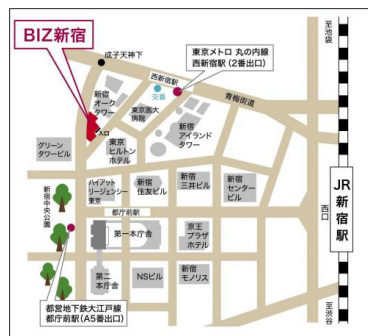 BIZ新宿
成子天神下
至池袋
東京メトロ 丸の内線
西新宿駅(2番出口)
西新宿駅
交番
青梅街道
新宿
オーク
タワー
東京医大
病院
新宿
アイランド
タワー
入口
グリーン
タワービル
東京
ヒルトン
ホテル
ハイアット
リージェンシー
東京
新宿
住友ビル
新宿
三井ビル
新宿
センター
ビル
JR新宿駅
西口
新宿中央公園
都庁前駅
第一本庁舎
京王
プラザ
ホテル
第二
本庁舎
NSビル
新宿
モノリス
都営地下鉄大江戸線
都庁前駅(A5番出口)
至渋谷